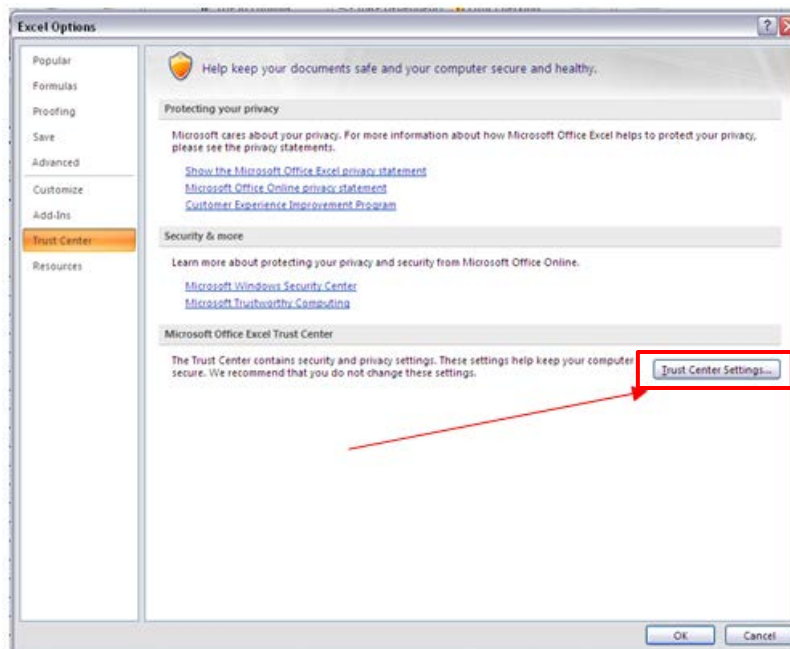 Excel Options
Popular
Formulas
Proofing
Save
Advanced
Customize
Add-Ins
Trust Center
Resources
Help keep your documents safe and your computer secure and healthy.
Protecting your privacy
Microsoft cares about your privacy. For more information about how Microsoft Office Excel helps to protect your privacy,
please see the privacy statements.
Show the Microsoft Office Excel privacy statement
Microsoft Office Online privacy statement
Customer Experience Improvement Program
Security & more
Learn more about protecting your privacy and security from Microsoft Office Online.
Microsoft Windows Security Center
Microsoft Trustworthy Computing
Microsoft Office Excel Trust Center
The Trust Center contains security and privacy settings. These settings help keep your computer
secure. We recommend that you do not change these settings.
Trust Center Settings...
OK
Cancel